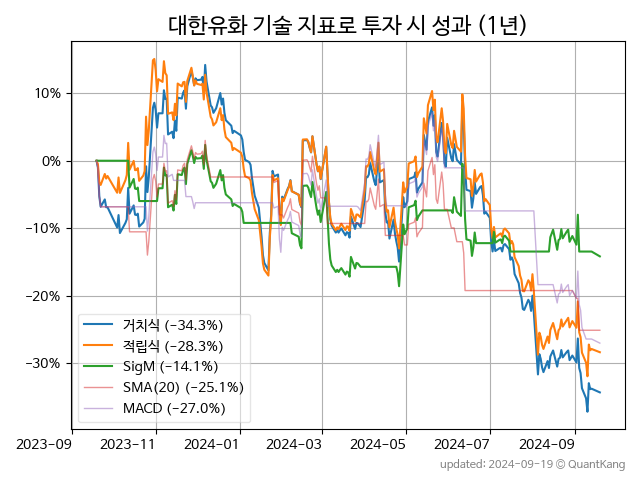 대한유화 기술 지표로 투자 시 성과 (1년)
10%
0%
−10%
−20%
−30%
거치식 (−34.3%)
적립식 (−28.3%)
SigM (−14.1%)
SMA(20) (−25.1%)
MACD (−27.0%)
2023-09 2023-11 2024-01 2024-03 2024-05 2024-07 2024-09
updated: 2024-09-19 © QuantKang